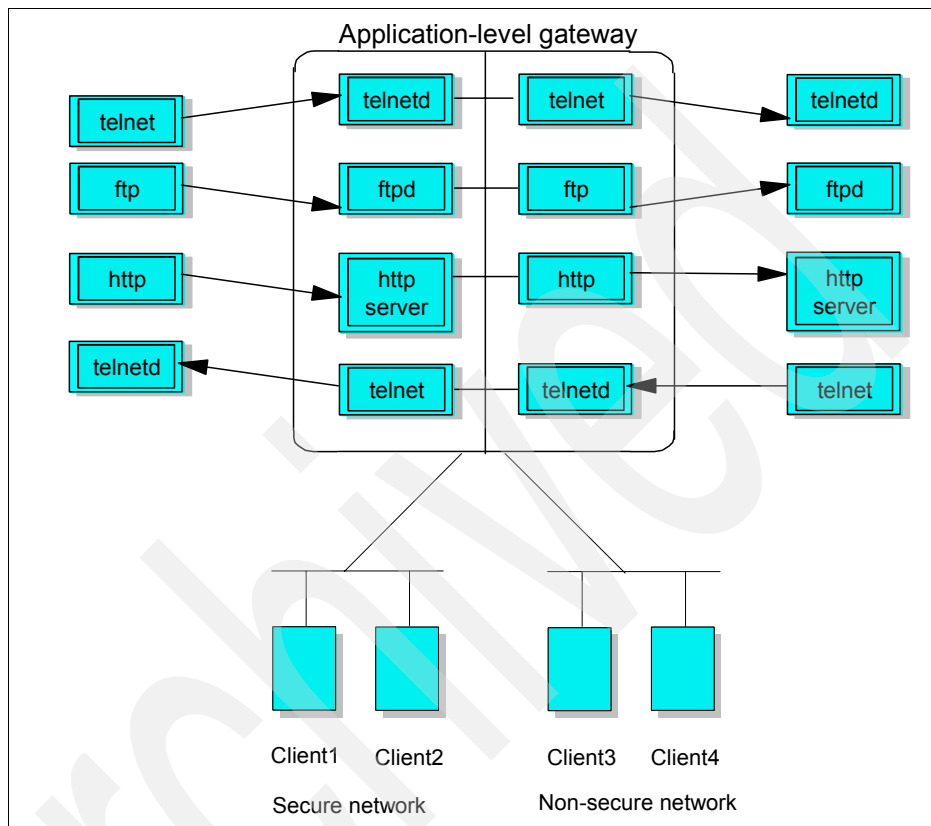 Application-level gateway
telnet
telnetd
telnet
telnetd
ftp
ftpd
ftp
ftpd
http
http
server
http
http
server
telnetd
telnet
telnetd
telnet
Client1
Client2
Client3
Client4
Secure network
Non-secure network